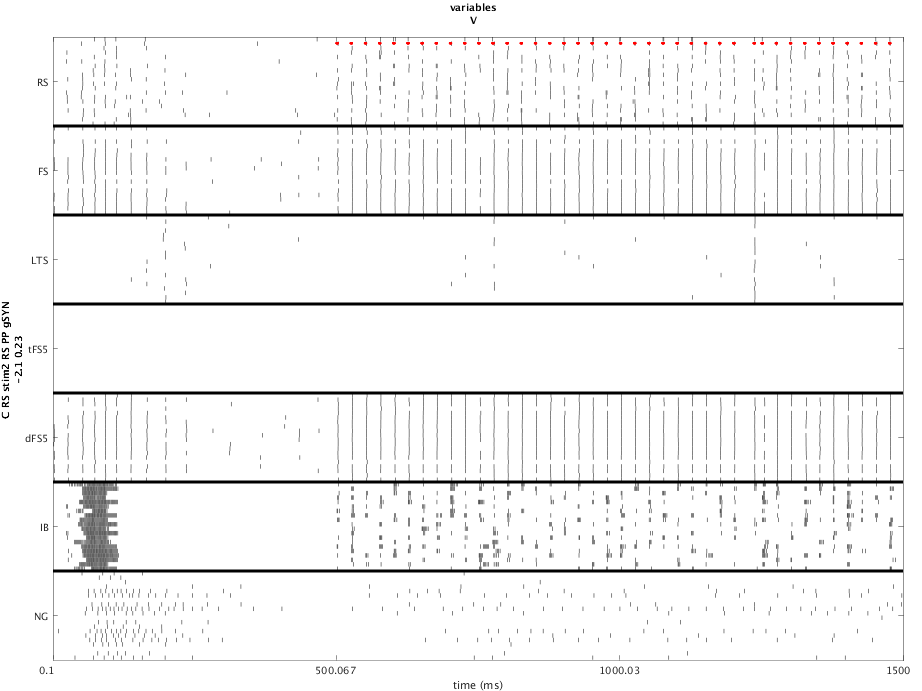 variables
V
RS
FS
LTS
tFS5
dFS5
IB
NG
C RS stim2 RS PP gSYN
-2.1 0.23
0.1
500.067
1000.03
1500
time (ms)